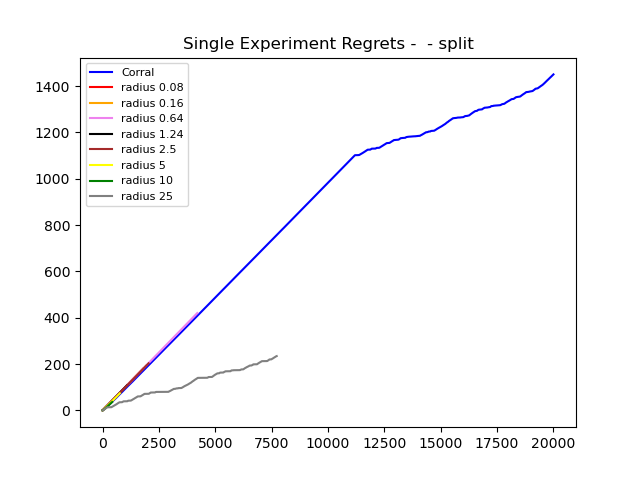 Single Experiment Regrets -  - split
Corral
radius 0.08
radius 0.16
radius 0.64
radius 1.24
radius 2.5
radius 5
radius 10
radius 25
1400
1200
1000
800
600
400
200
0
0 2500 5000 7500 10000 12500 15000 17500 20000